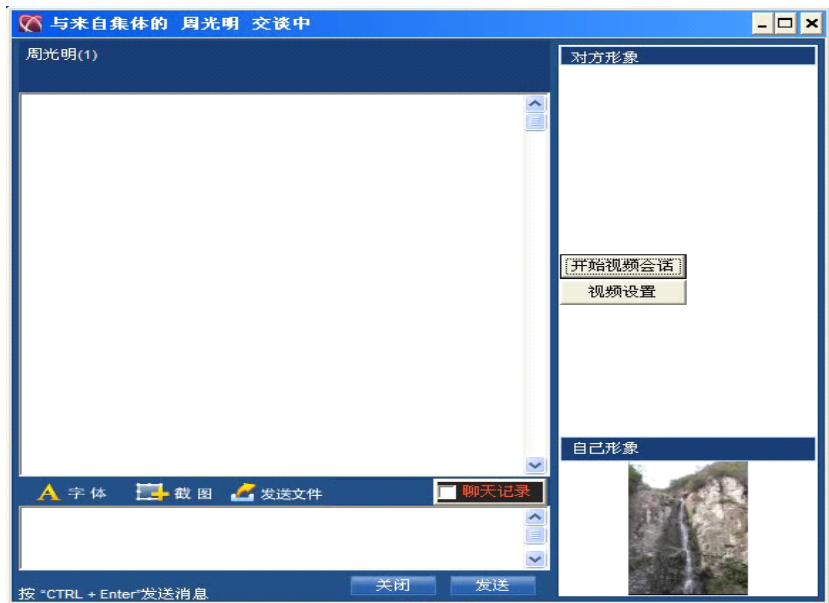 与来自集体的 周光明 交谈中
周光明(1)
对方形象
开始视频会话
视频设置
自己形象
字体 截图 发送文件 聊天记录
按 "CTRL + Enter"发送消息 关闭 发送